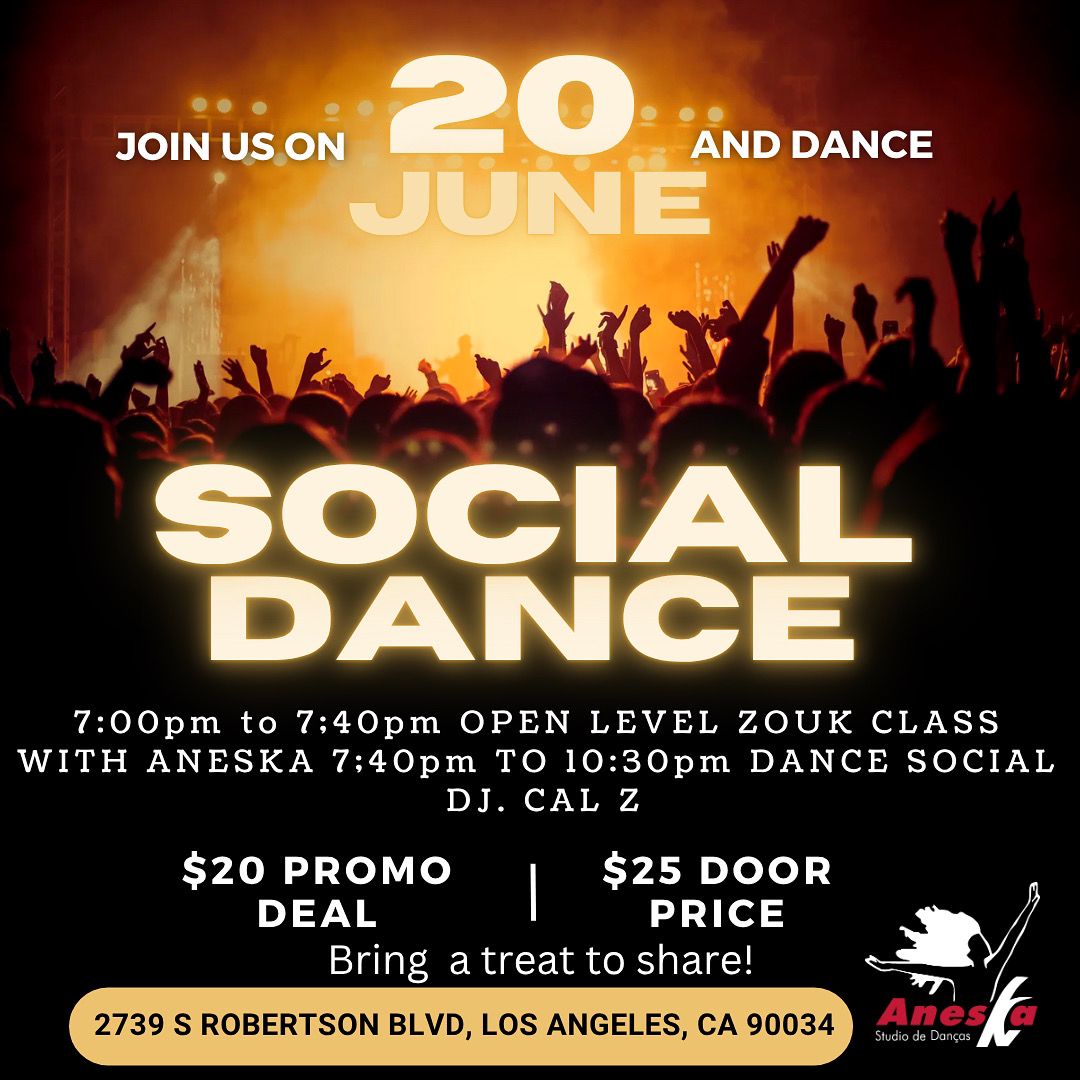 JOIN US ON 20 AND DANCE
JUNE
SOCIAL
DANCE
7:00pm to 7;40pm OPEN LEVEL ZOUK CLASS
WITH ANESKA 7;40pm TO 10:30pm DANCE SOCIAL
DJ. CAL Z
$20 PROMO | $25 DOOR
DEAL PRICE
Bring a treat to share!
2739 S ROBERTSON BLVD, LOS ANGELES, CA 90034
Aneska
Studio de Danças